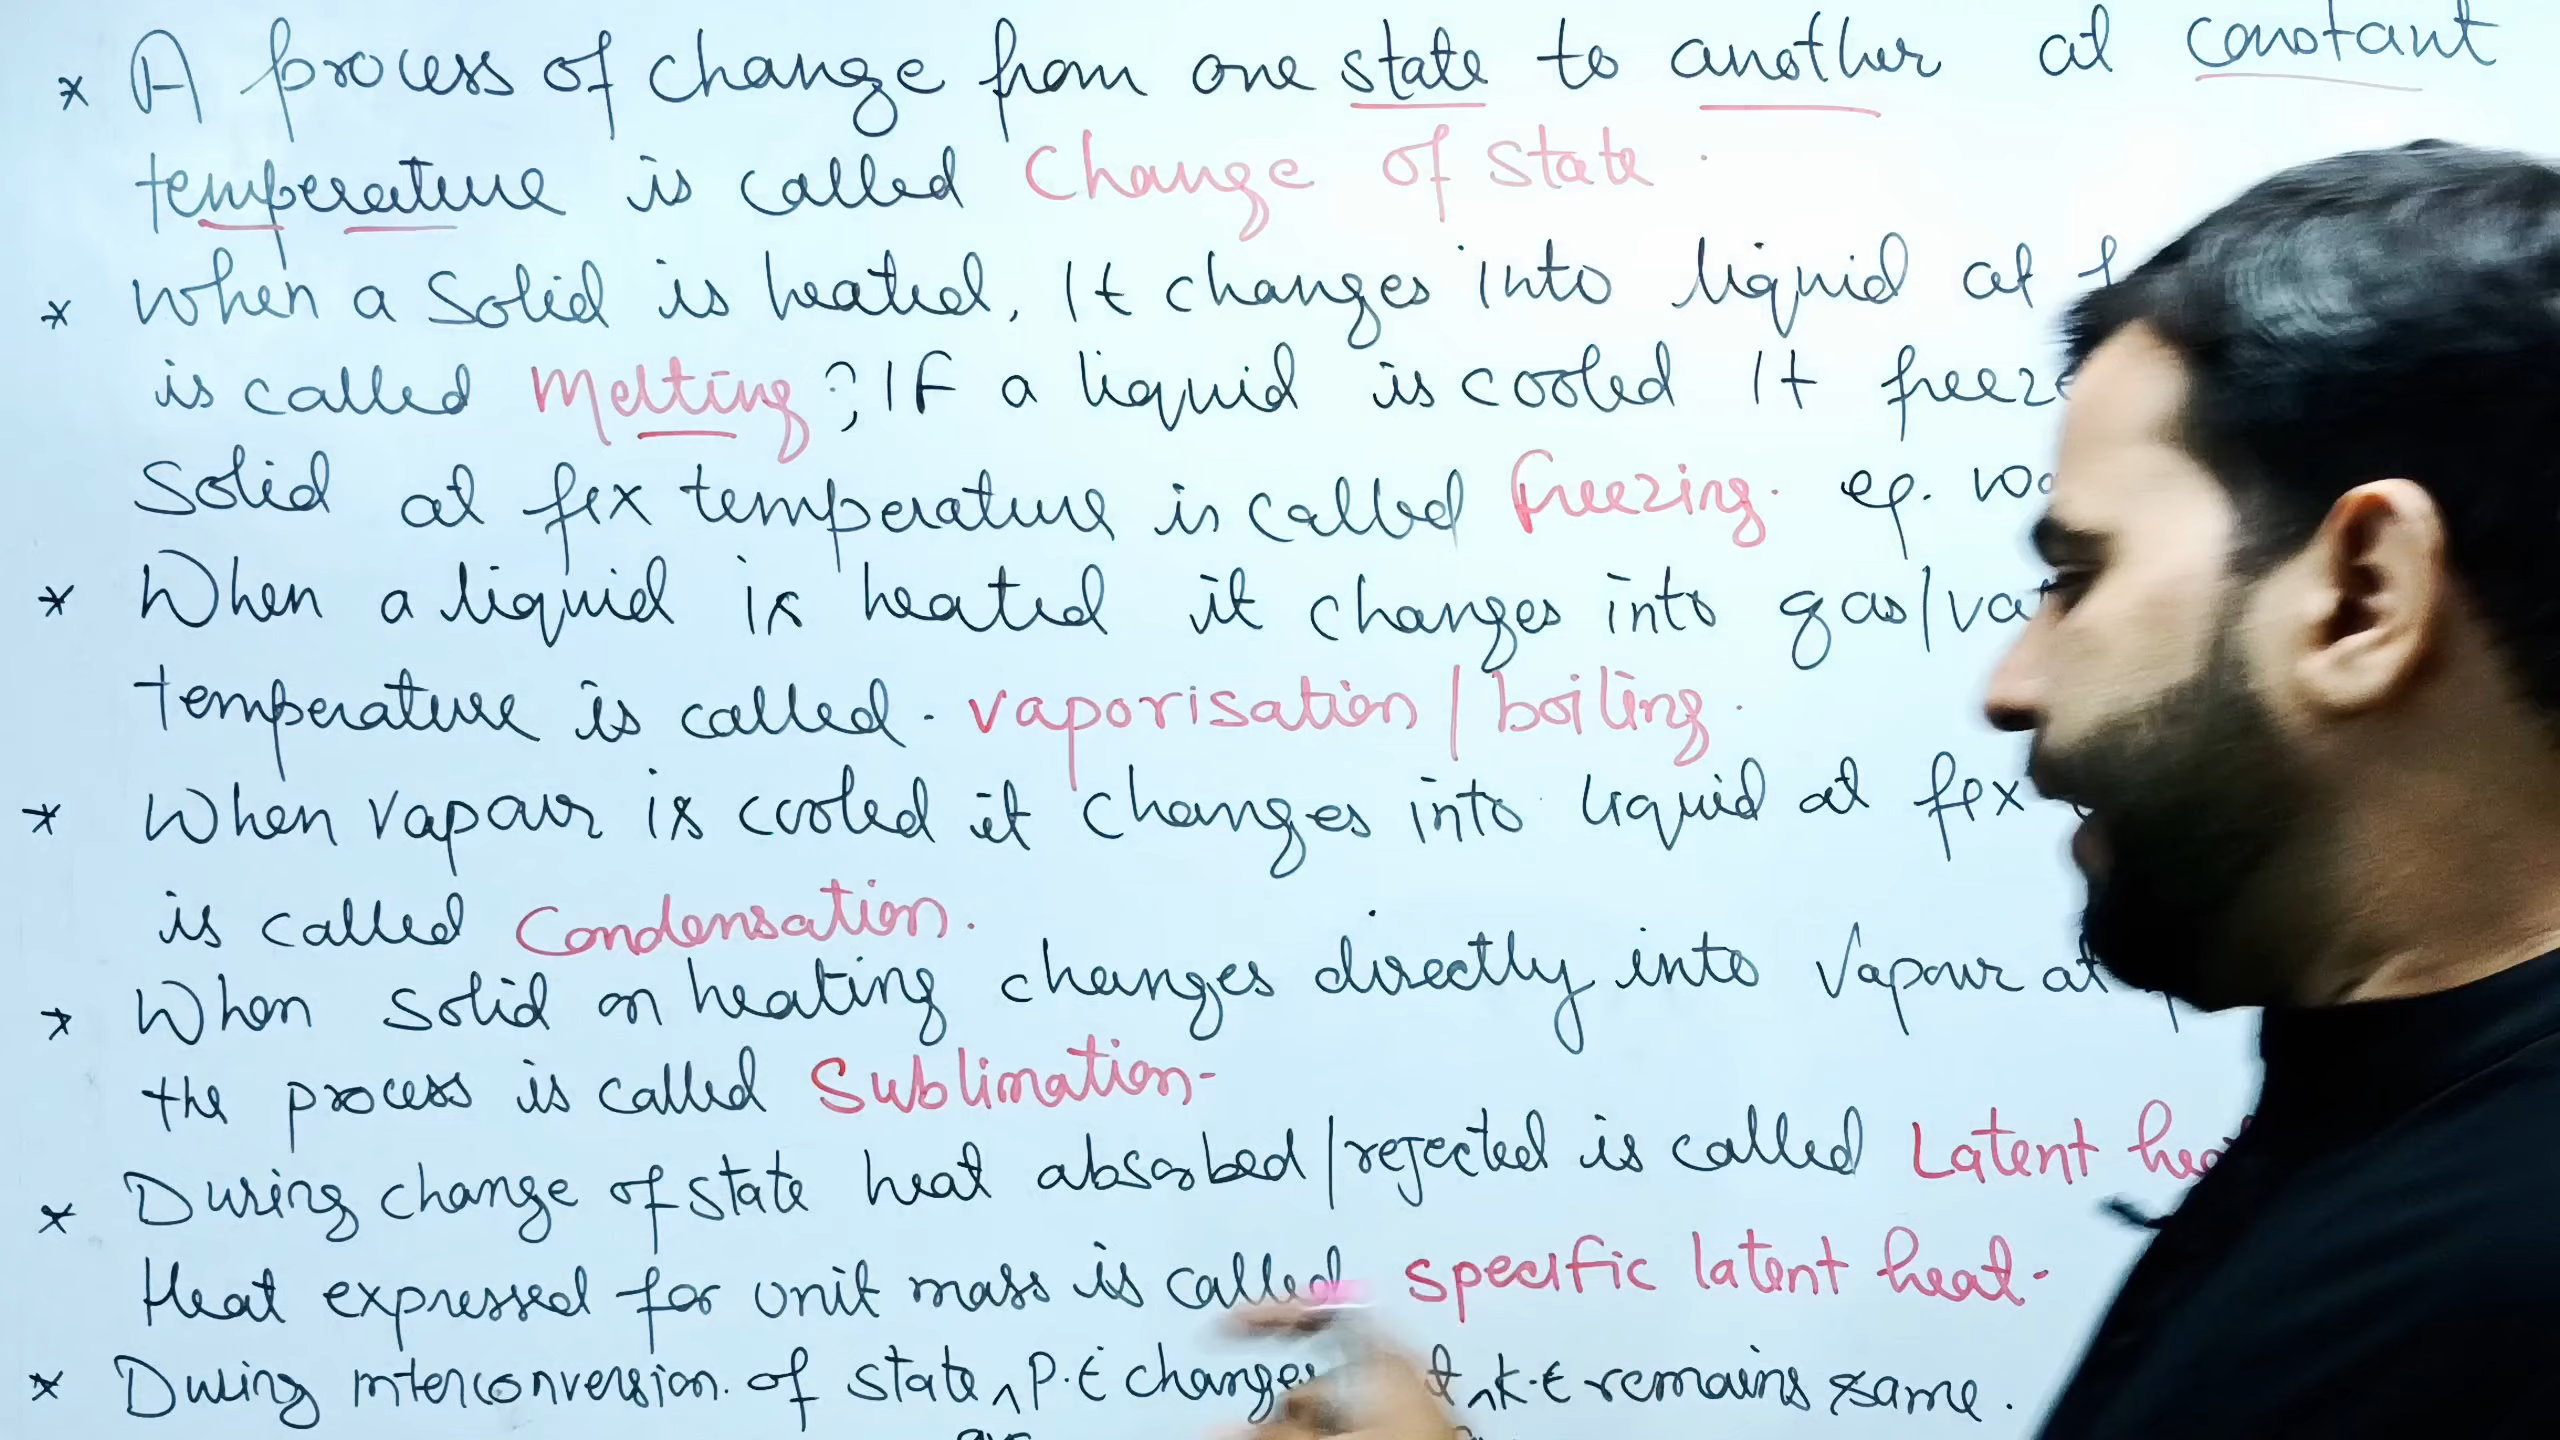 * A process of change from one state to another at constant
temperature is called Change of State.
* When a Solid is heated, It changes into liquid at
is called Melting; IF a liquid is cooled It
Solid at fix temperature is called freezing. eg.
* When a liquid is heated it changes into gas/
temperature is called. vaporisation/boiling.
* When vapour is cooled it changes into liquid at fix
is called Condensation.
* When solid on heating changes directly into Vapour at
the process is called Sublimation-
* During change of state heat absorbed/rejected is called Latent
Heat expressed for unit mass is called specific latent heat-
* During interconversion. of state ^ P.E changes ^ K.E remains same.